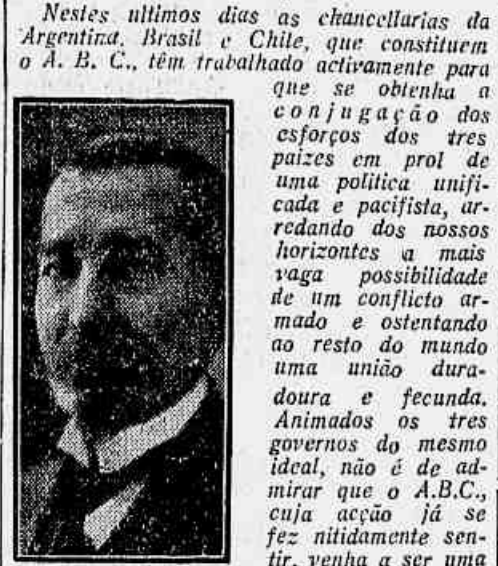 Nestes ultimos dias as chancellarias da
Argentina, Brasil e Chile, que constituem
o A. B. C., têm trabalhado activamente para
que se obtenha a
conjugação dos
esforços dos tres
paizes em prol de
uma politica unifi-
cada e pacifista, ar-
redando dos nossos
horizontes a mais
vaga possibilidade
de um conflicto ar-
mado e ostentando
ao resto do mundo
uma união dura-
doura e fecunda.
Animados os tres
governos do mesmo
ideal, não é de ad-
mirar que o A.B.C.,
cuja acção já se
fez nitidamente sen-
tir, venha a ser uma